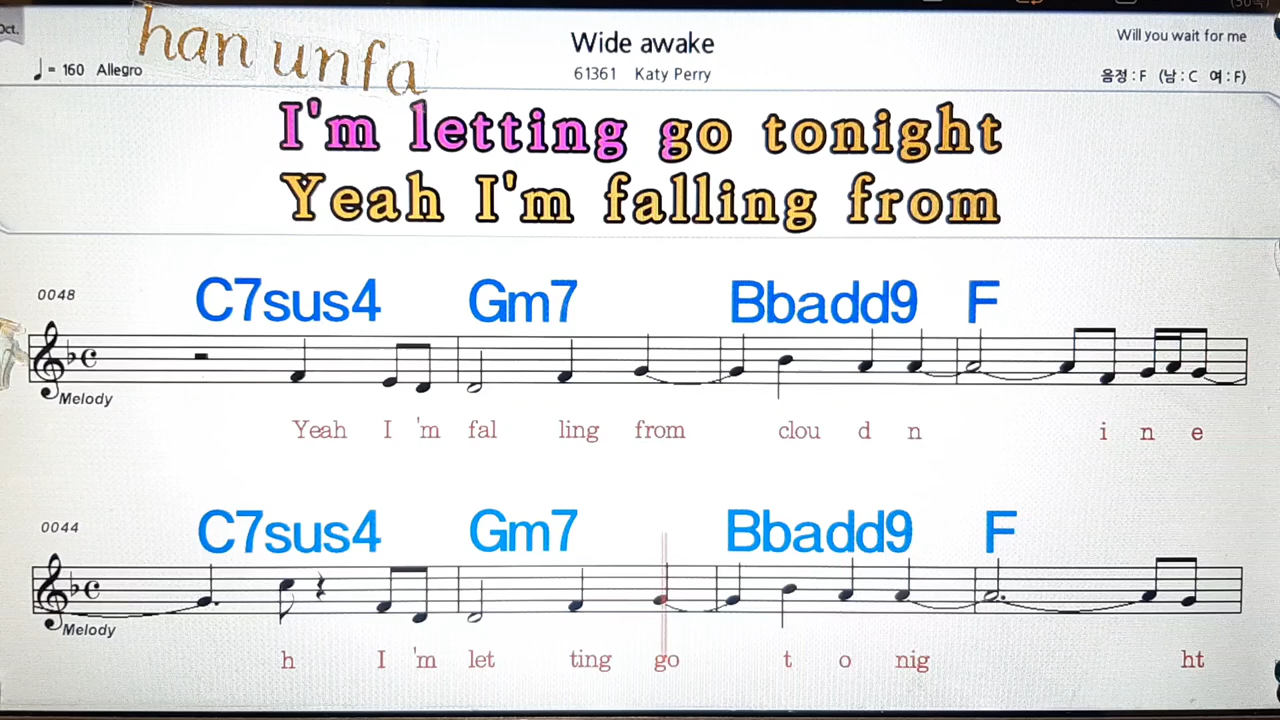 Oct.
han unfa
♩ = 160 Allegro
Wide awake
61361 Katy Perry
Will you wait for me
음정 : F (남 : C 여 : F)
I'm letting go tonight
Yeah I'm falling from
0048
C7sus4 Gm7 Bbadd9 F
Melody
Yeah I 'm fal ling from clou d n i n e
0044
C7sus4 Gm7 Bbadd9 F
Melody
h I 'm let ting go t o nig ht